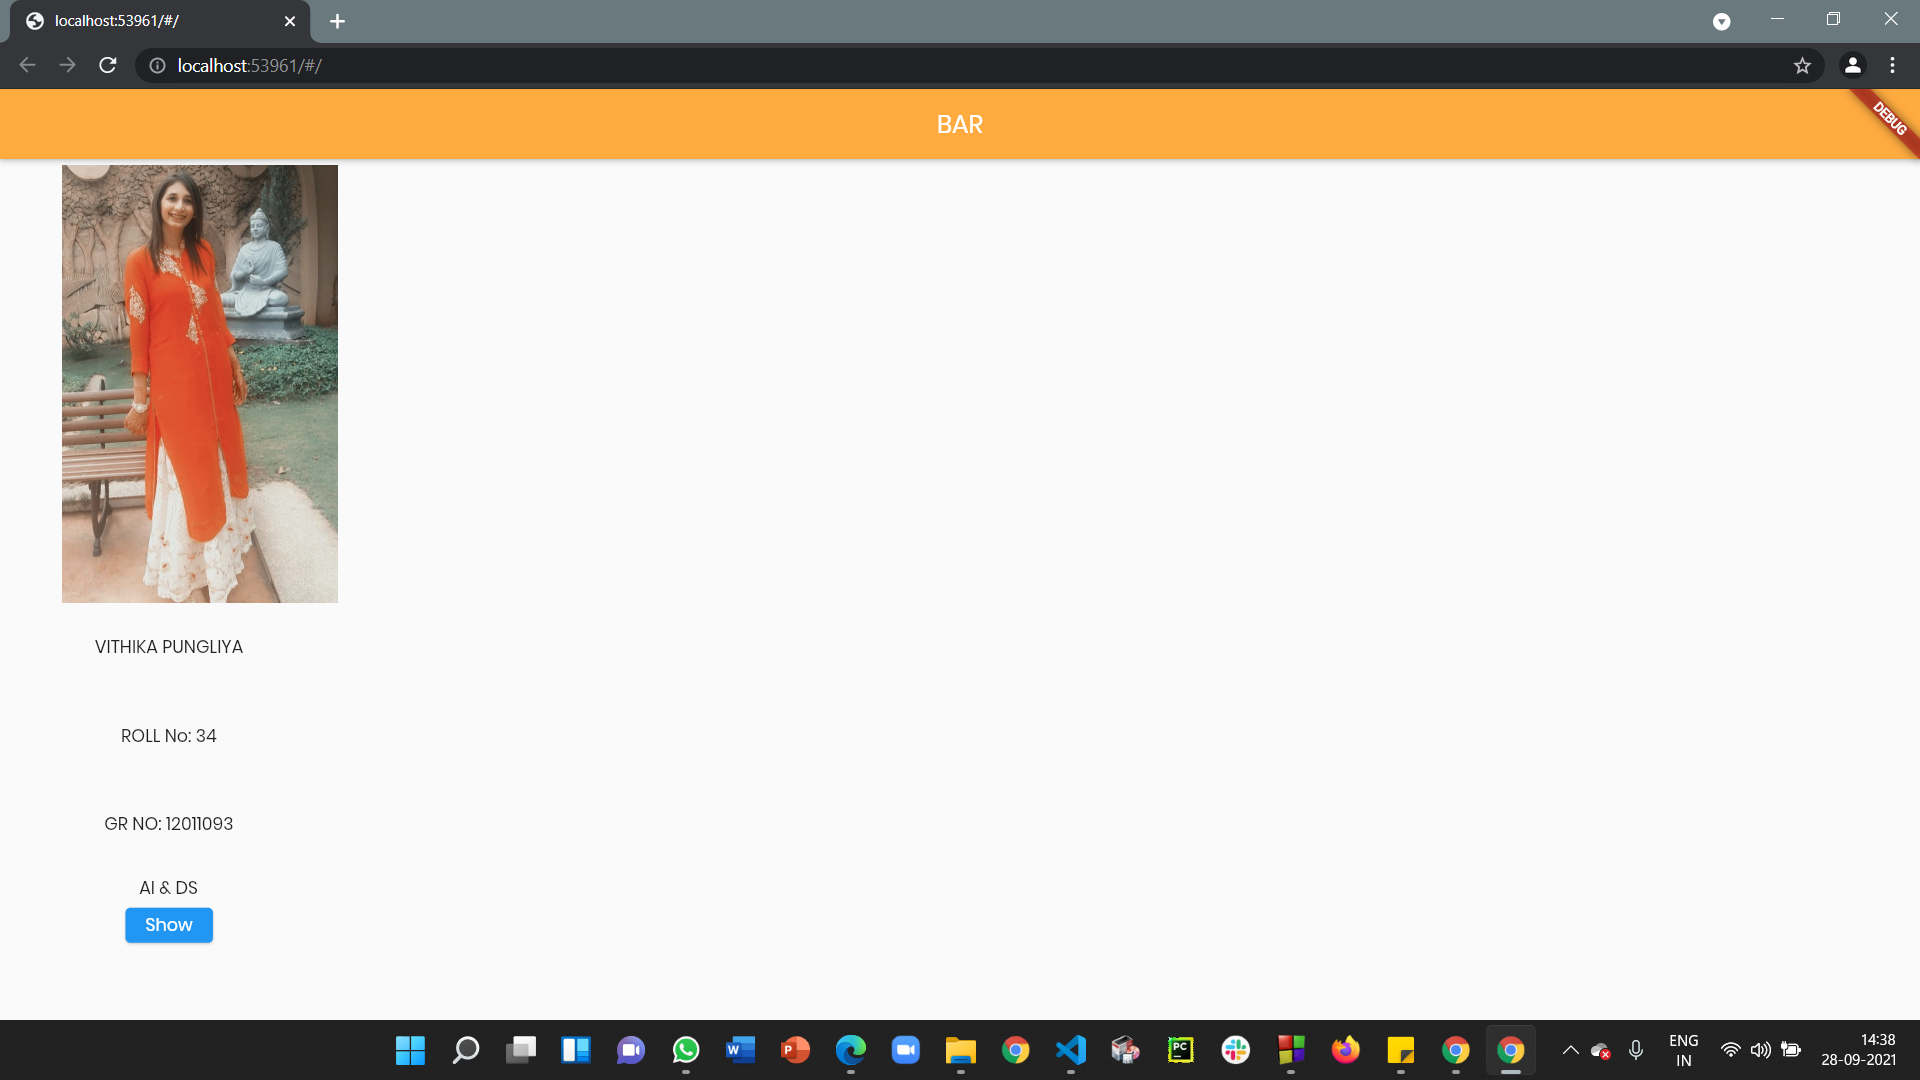 localhost:53961/#/
localhost:53961/#/
BAR
DEBUG
VITHIKA PUNGLIYA
ROLL No: 34
GR NO: 12011093
AI & DS
Show
W
P
PC
ENG
IN
14:38
28-09-2021